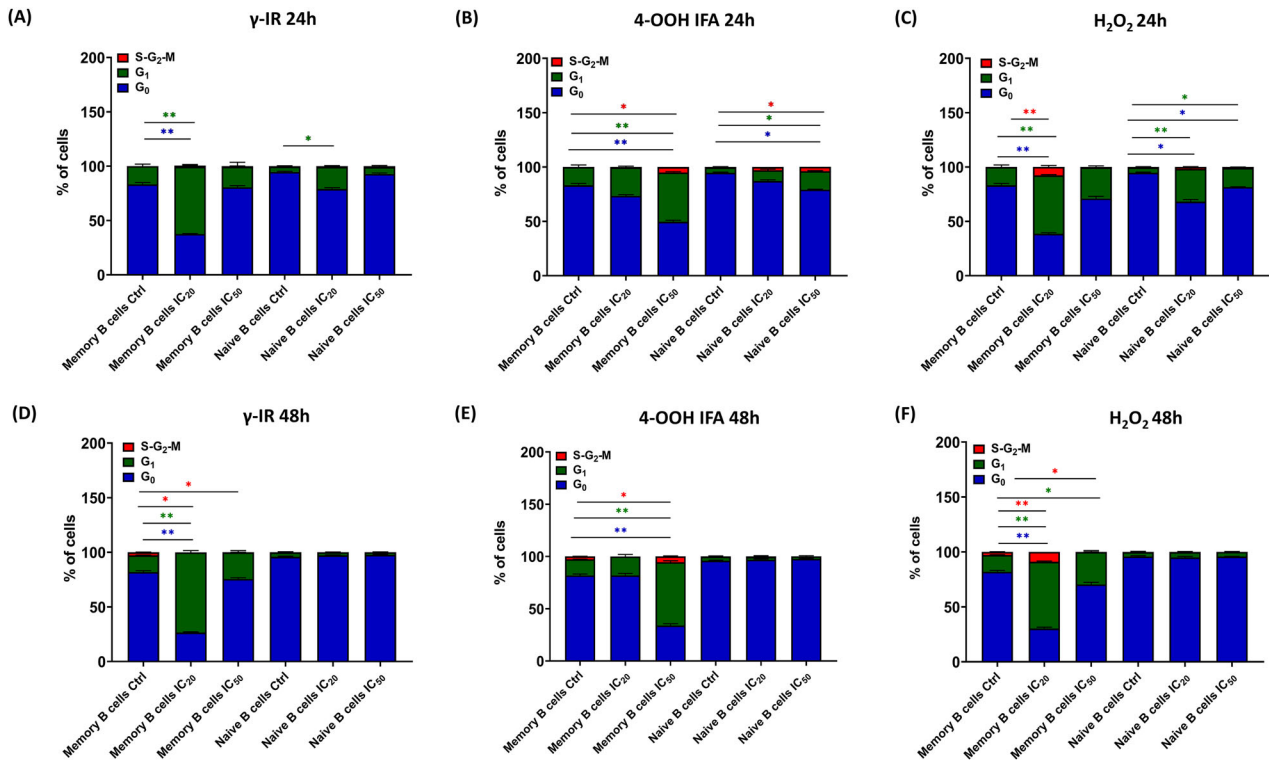 (A)
γ-IR 24h
S-G₂-M
G₁
G₀
** 
**
*
% of cells
200
150
100
50
0
Memory B cells Ctrl
Memory B cells IC₂₀
Memory B cells IC₅₀
Naive B cells Ctrl
Naive B cells IC₂₀
Naive B cells IC₅₀
(B)
4-OOH IFA 24h
S-G₂-M
G₁
G₀
* *
** *
** *
% of cells
200
150
100
50
0
Memory B cells Ctrl
Memory B cells IC₂₀
Memory B cells IC₅₀
Naive B cells Ctrl
Naive B cells IC₂₀
Naive B cells IC₅₀
(C)
H₂O₂ 24h
S-G₂-M
G₁
G₀
*
** *
** **
** *
% of cells
200
150
100
50
0
Memory B cells Ctrl
Memory B cells IC₂₀
Memory B cells IC₅₀
Naive B cells Ctrl
Naive B cells IC₂₀
Naive B cells IC₅₀
(D)
γ-IR 48h
S-G₂-M
G₁
G₀
*
*
**
**
% of cells
200
150
100
50
0
Memory B cells Ctrl
Memory B cells IC₂₀
Memory B cells IC₅₀
Naive B cells Ctrl
Naive B cells IC₂₀
Naive B cells IC₅₀
(E)
4-OOH IFA 48h
S-G₂-M
G₁
G₀
*
**
**
% of cells
200
150
100
50
0
Memory B cells Ctrl
Memory B cells IC₂₀
Memory B cells IC₅₀
Naive B cells Ctrl
Naive B cells IC₂₀
Naive B cells IC₅₀
(F)
H₂O₂ 48h
S-G₂-M
G₁
G₀
*
*
**
**
**
% of cells
200
150
100
50
0
Memory B cells Ctrl
Memory B cells IC₂₀
Memory B cells IC₅₀
Naive B cells Ctrl
Naive B cells IC₂₀
Naive B cells IC₅₀